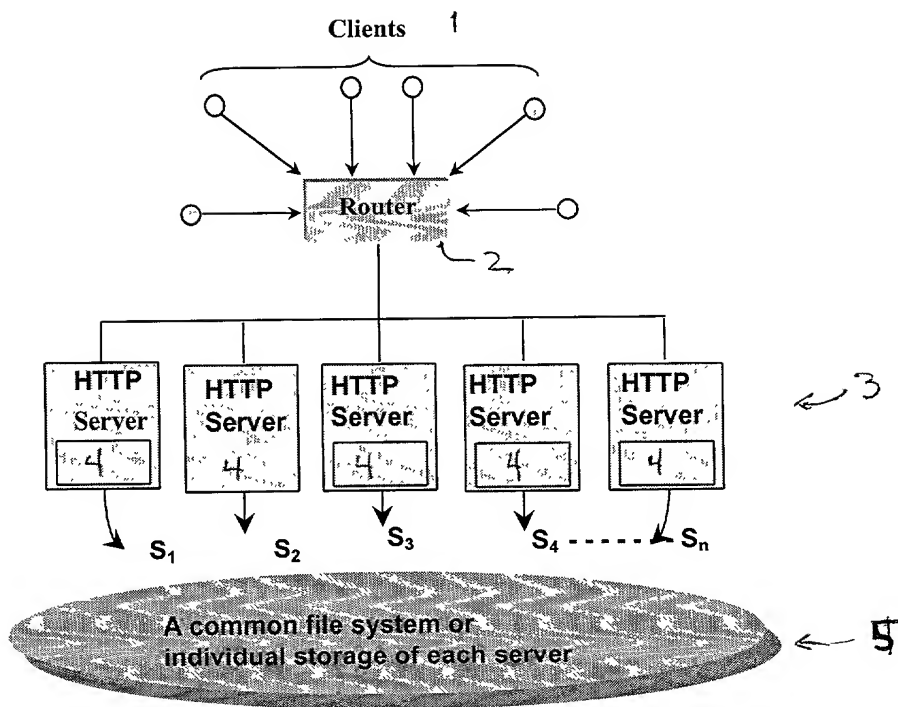 Clients 1
Router
2
HTTP Server
HTTP Server
HTTP Server
HTTP Server
HTTP Server
3
4
4
4
4
4
S1
S2
S3
S4
Sn
A common file system or
individual storage of each server
5